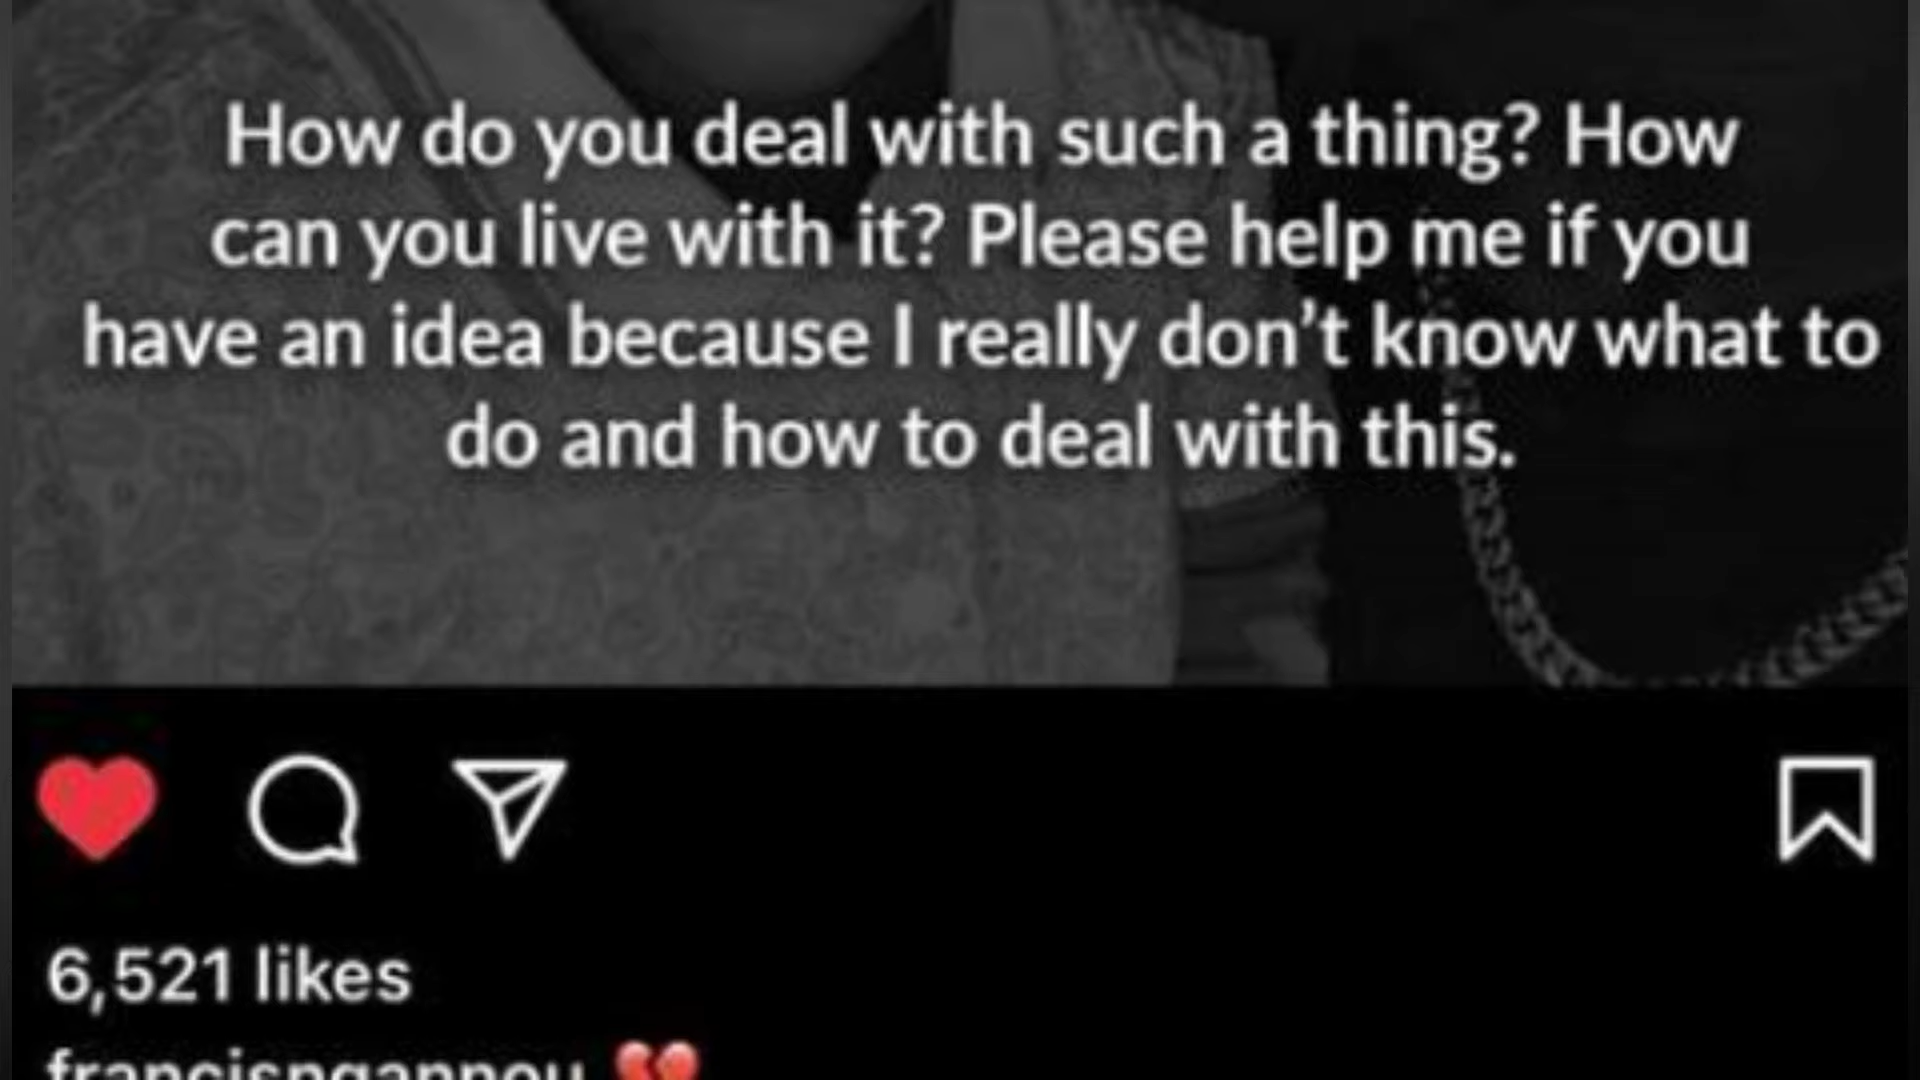 How do you deal with such a thing? How
can you live with it? Please help me if you
have an idea because I really don’t know what to
do and how to deal with this.
6,521 likes
francisngannou 💔